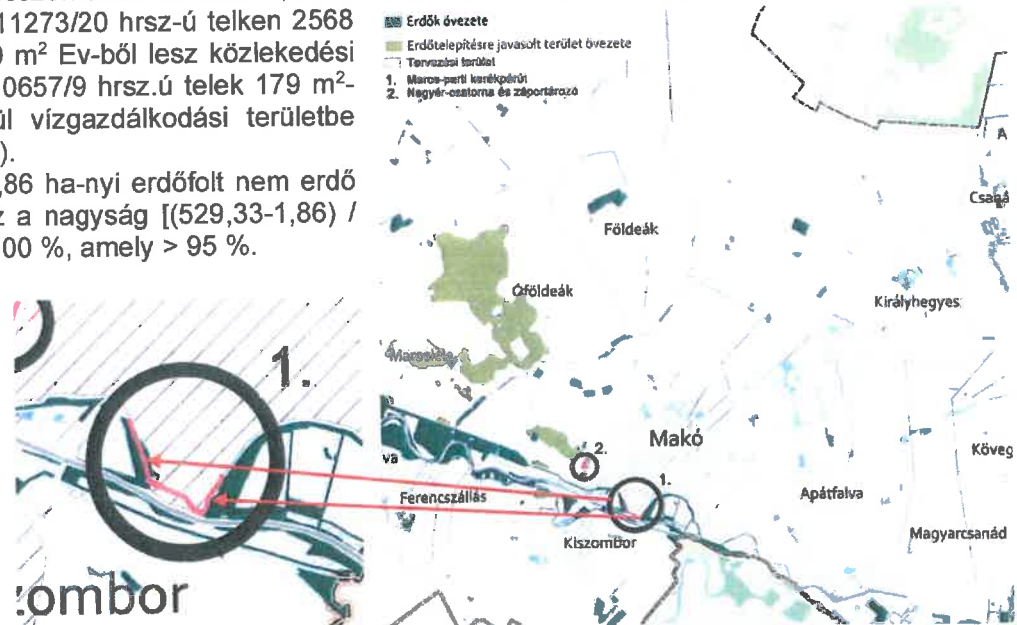 11273/20 hrsz-ú telken 2568
m² Ev-ből lesz közlekedési
0657/9 hrsz.ú telek 179 m²-
vízgazdálkodási területbe
).
,86 ha-nyi erdőfolt nem erdő
a nagyság [(529,33-1,86) /
00 %, amely > 95 %.
Erdők övezete
Erdőtelepítésre javasolt terület övezete
Tervezési terület
1. Maros-parti kerékpárút
2. Nagyér-csatorna és záportározó
A
Csaná
Földeák
Óföldeák
Királyhegyes
Maroslele
Makó
Köveg
va
2.
1.
Ferencszállás
Apátfalva
Kiszombor
Magyarcsanád
1.
zombor